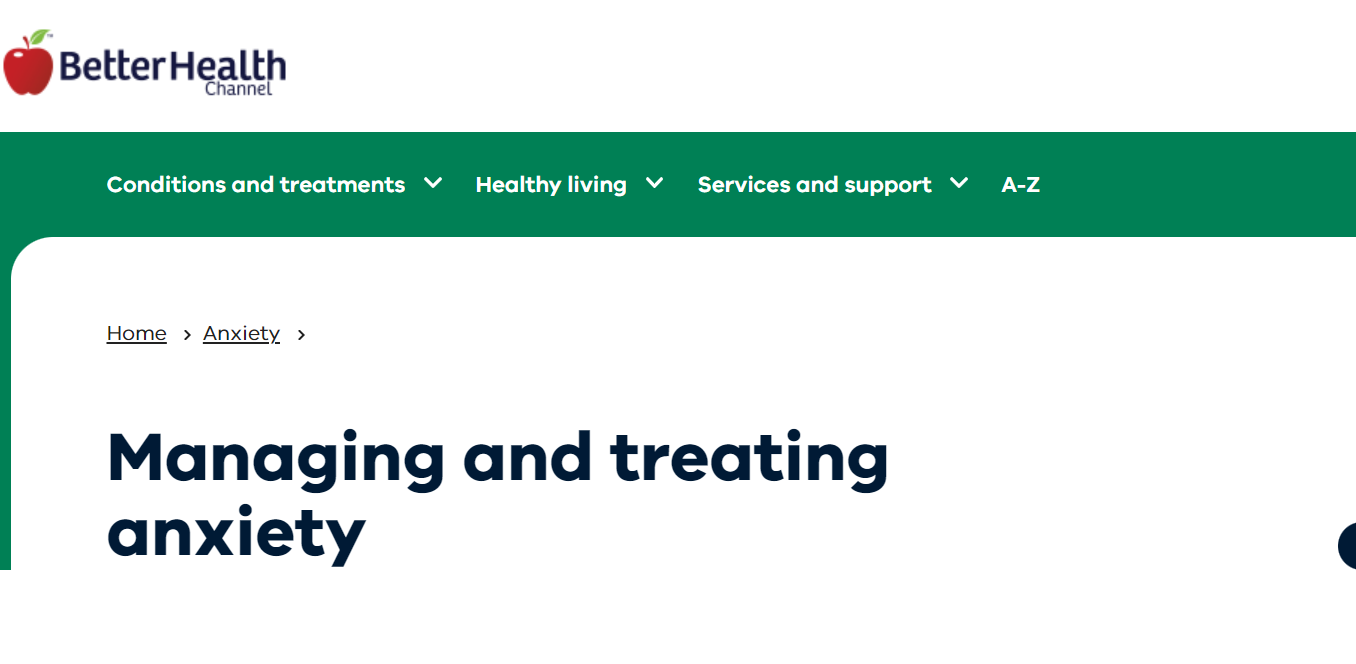 BetterHealth
Channel
Conditions and treatments Healthy living Services and support A-Z
Home > Anxiety >
Managing and treating
anxiety